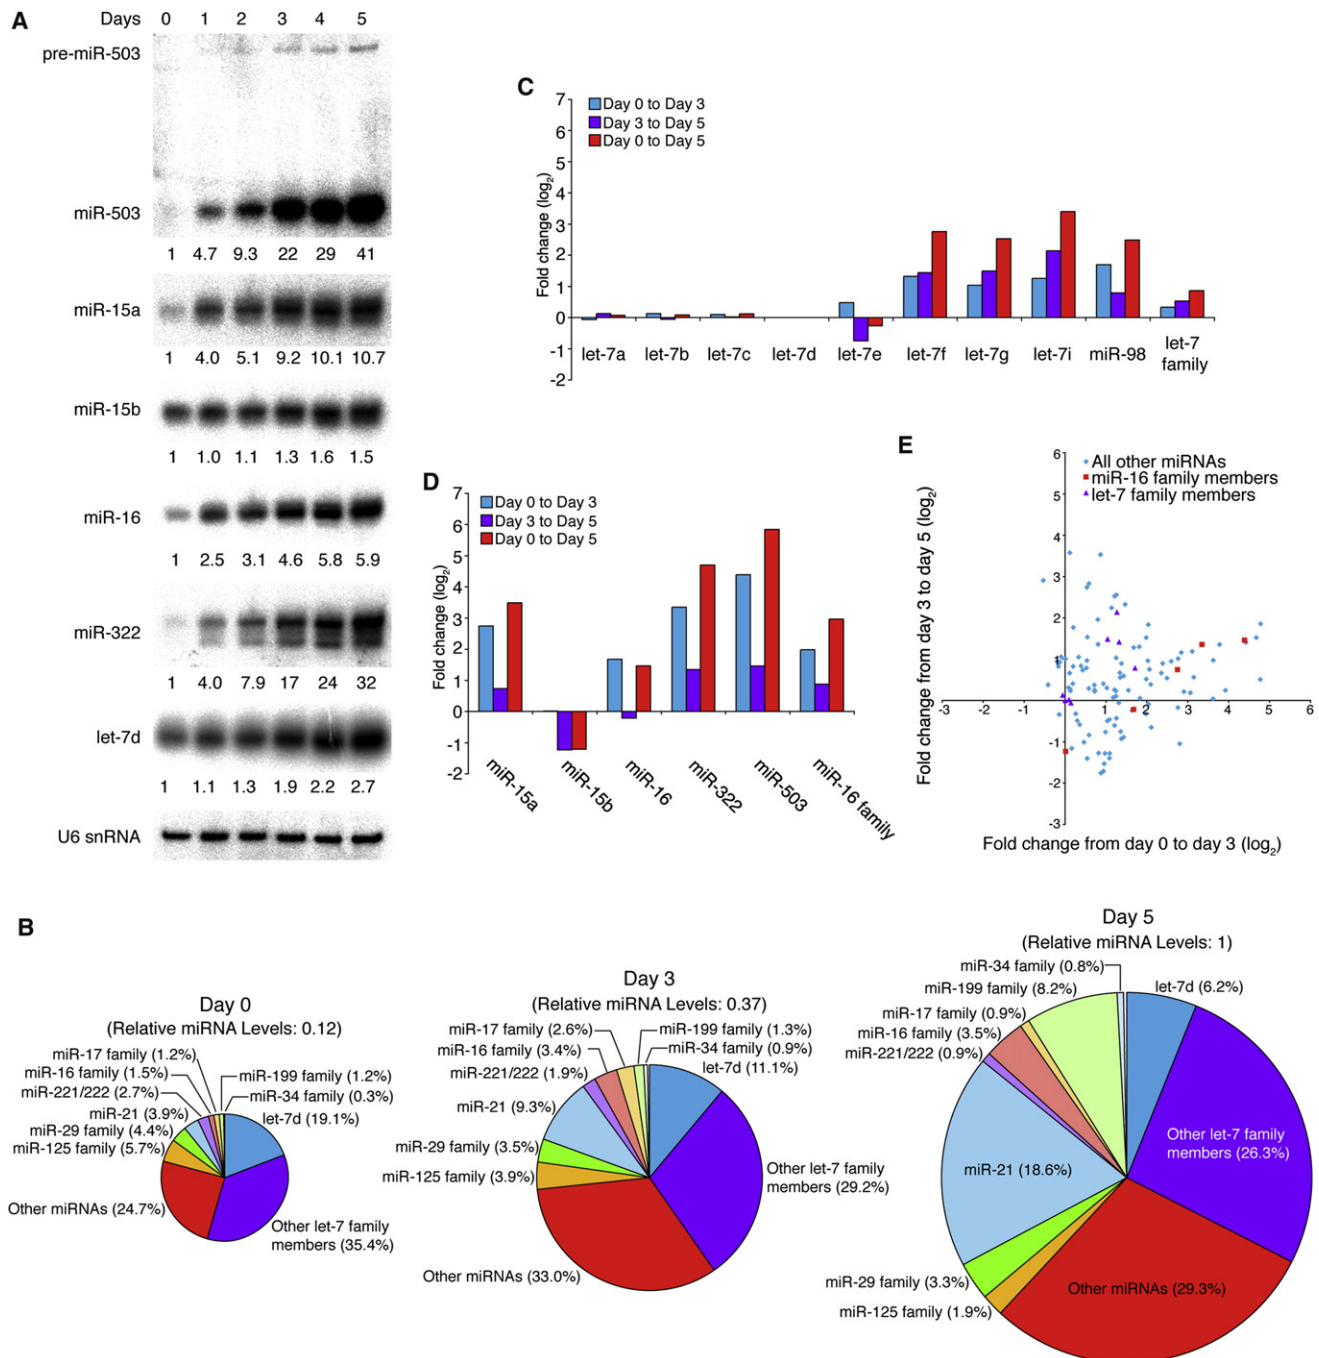 A
Days 0 1 2 3 4 5
pre-miR-503
miR-503
1 4.7 9.3 22 29 41
miR-15a
1 4.0 5.1 9.2 10.1 10.7
miR-15b
1 1.0 1.1 1.3 1.6 1.5
miR-16
1 2.5 3.1 4.6 5.8 5.9
miR-322
1 4.0 7.9 17 24 32
let-7d
1 1.1 1.3 1.9 2.2 2.7
U6 snRNA
C
Fold change (log2)
7
6
5
4
3
2
1
0
-1
-2
Day 0 to Day 3
Day 3 to Day 5
Day 0 to Day 5
let-7a let-7b let-7c let-7d let-7e let-7f let-7g let-7i miR-98 let-7
family
D
Fold change (log2)
7
6
5
4
3
2
1
0
-1
-2
Day 0 to Day 3
Day 3 to Day 5
Day 0 to Day 5
miR-15a miR-15b miR-16 miR-322 miR-503 miR-16 family
E
Fold change from day 3 to day 5 (log2)
6
5
4
3
2
1
0
-1
-2
-3
All other miRNAs
miR-16 family members
let-7 family members
-3 -2 -1 0 1 2 3 4 5 6
Fold change from day 0 to day 3 (log2)
B
Day 0
(Relative miRNA Levels: 0.12)
miR-17 family (1.2%)
miR-16 family (1.5%)
miR-221/222 (2.7%)
miR-21 (3.9%)
miR-29 family (4.4%)
miR-125 family (5.7%)
Other miRNAs (24.7%)
miR-199 family (1.2%)
miR-34 family (0.3%)
let-7d (19.1%)
Other let-7 family
members (35.4%)
Day 3
(Relative miRNA Levels: 0.37)
miR-17 family (2.6%)
miR-16 family (3.4%)
miR-221/222 (1.9%)
miR-21 (9.3%)
miR-29 family (3.5%)
miR-125 family (3.9%)
Other miRNAs (33.0%)
miR-199 family (1.3%)
miR-34 family (0.9%)
let-7d (11.1%)
Other let-7 family
members (29.2%)
Day 5
(Relative miRNA Levels: 1)
miR-34 family (0.8%)
miR-199 family (8.2%)
miR-17 family (0.9%)
miR-16 family (3.5%)
miR-221/222 (0.9%)
miR-21 (18.6%)
miR-29 family (3.3%)
miR-125 family (1.9%)
let-7d (6.2%)
Other let-7 family
members (26.3%)
Other miRNAs (29.3%)